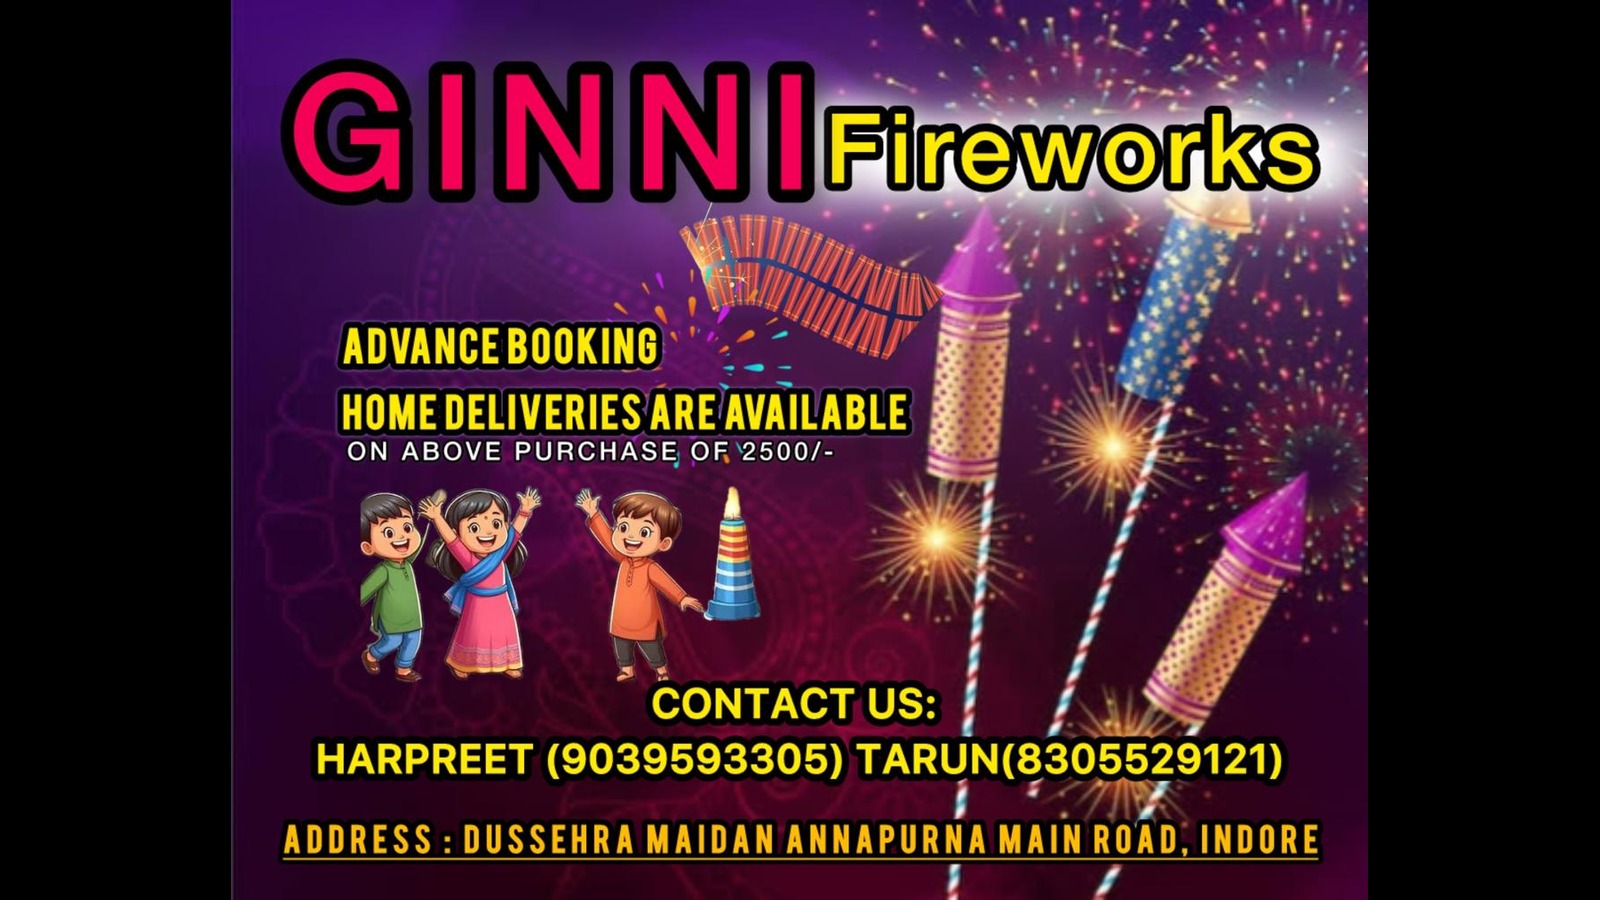 GINNI Fireworks
ADVANCE BOOKING
HOME DELIVERIES ARE AVAILABLE
ON ABOVE PURCHASE OF 2500/-
CONTACT US:
HARPREET (9039593305) TARUN(8305529121)
ADDRESS : DUSSEHRA MAIDAN ANNAPURNA MAIN ROAD, INDORE